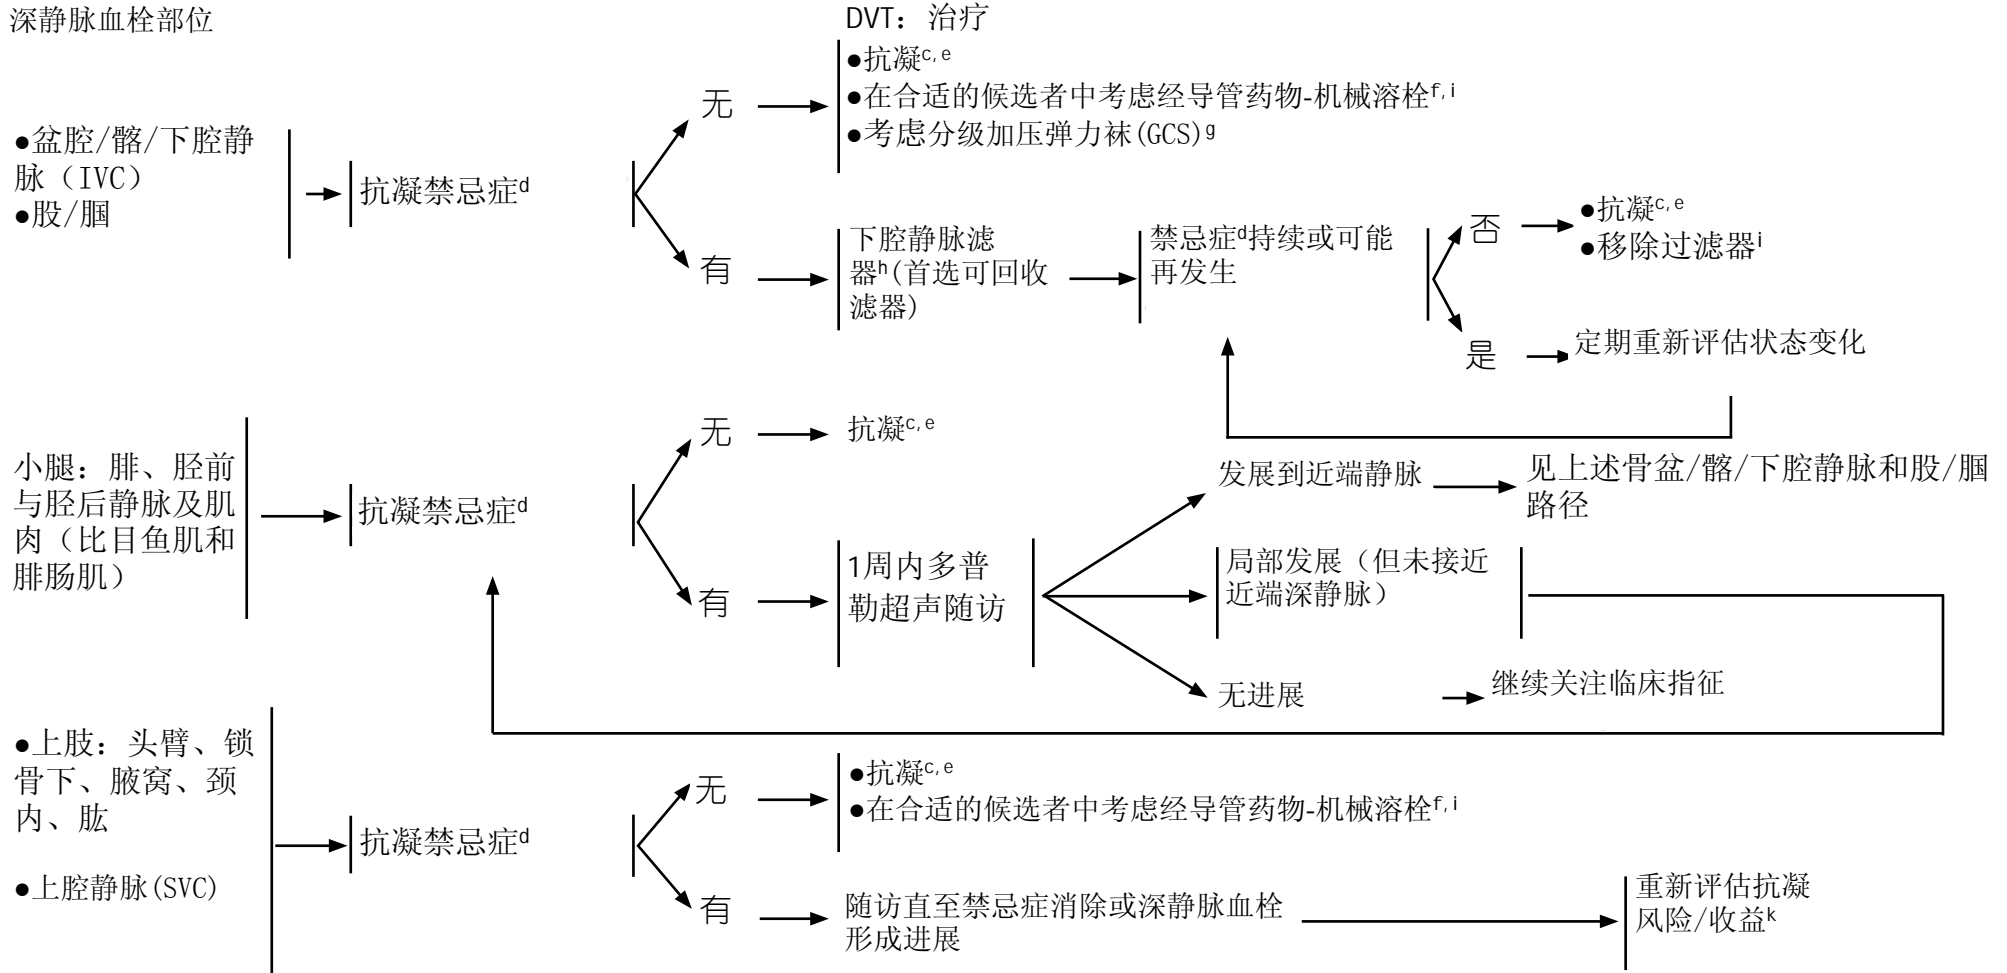 深静脉血栓部位
DVT：治疗
●盆腔/髂/下腔静
脉（IVC）
●股/腘
抗凝禁忌症d
无
●抗凝c,e
●在合适的候选者中考虑经导管药物-机械溶栓f,i
●考虑分级加压弹力袜(GCS)g
有
下腔静脉滤
器h(首选可回收
滤器)
禁忌症d持续或可能
再发生
否
●抗凝c,e
●移除过滤器i
是
定期重新评估状态变化
小腿：腓、胫前
与胫后静脉及肌
肉（比目鱼肌和
腓肠肌）
抗凝禁忌症d
无
抗凝c,e
有
1周内多普
勒超声随访
发展到近端静脉
见上述骨盆/髂/下腔静脉和股/腘
路径
局部发展（但未接近
近端深静脉）
无进展
继续关注临床指征
●上肢：头臂、锁
骨下、腋窝、颈
内、肱
●上腔静脉(SVC)
抗凝禁忌症d
无
●抗凝c,e
●在合适的候选者中考虑经导管药物-机械溶栓f,i
有
随访直至禁忌症消除或深静脉血栓
形成进展
重新评估抗凝
风险/收益k